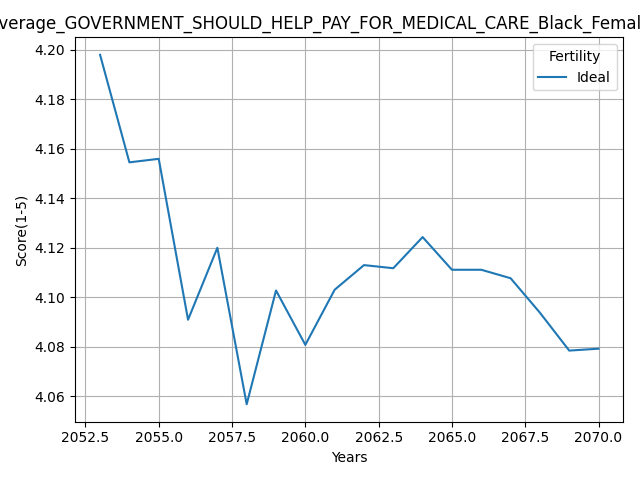 verage_GOVERNMENT_SHOULD_HELP_PAY_FOR_MEDICAL_CARE_Black_Femal
Fertility
Ideal
Score(1-5)
4.20
4.18
4.16
4.14
4.12
4.10
4.08
4.06
2052.5 2055.0 2057.5 2060.0 2062.5 2065.0 2067.5 2070.0
Years